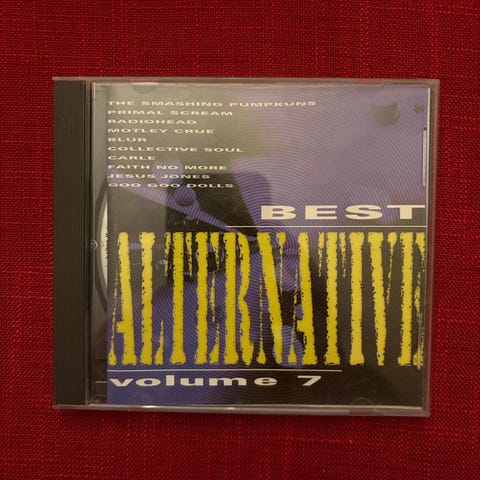 THE SMASHING PUMPKUNS
PRIMAL SCREAM
RADIOHEAD
MOTLEY CRUE
BLUR
COLLECTIVE SOUL
CARLE
FAITH NO MORE
JESUS JONES
GOO GOO DOLLS
BEST
ALTERNATIVE
volume 7